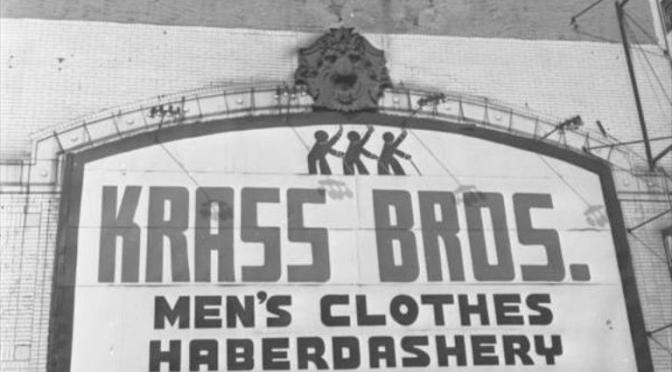 KRASS BROS.
MEN'S CLOTHES
HABERDASHERY